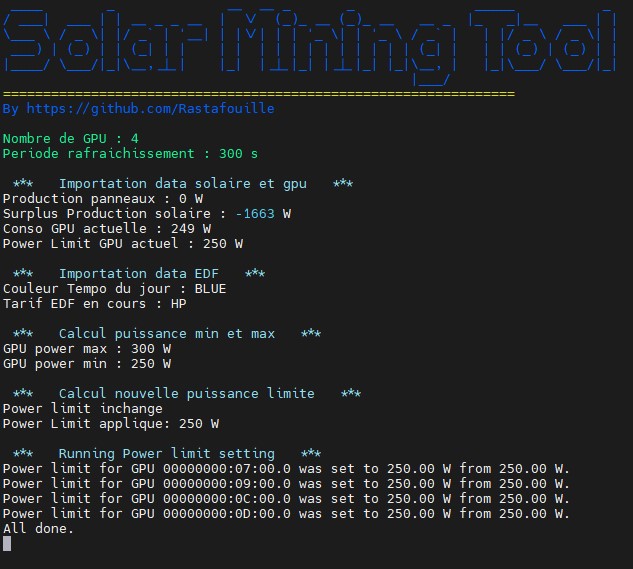 Solar Mining Tool
=================================================================
By https://github.com/Rastafouille
Nombre de GPU : 4
Periode rafraichissement : 300 s
*** Importation data solaire et gpu ***
Production panneaux : 0 W
Surplus Production solaire : -1663 W
Conso GPU actuelle : 249 W
Power Limit GPU actuel : 250 W
*** Importation data EDF ***
Couleur Tempo du jour : BLUE
Tarif EDF en cours : HP
*** Calcul puissance min et max ***
GPU power max : 300 W
GPU power min : 250 W
*** Calcul nouvelle puissance limite ***
Power limit inchange
Power Limit applique: 250 W
*** Running Power limit setting ***
Power limit for GPU 00000000:07:00.0 was set to 250.00 W from 250.00 W.
Power limit for GPU 00000000:09:00.0 was set to 250.00 W from 250.00 W.
Power limit for GPU 00000000:0C:00.0 was set to 250.00 W from 250.00 W.
Power limit for GPU 00000000:0D:00.0 was set to 250.00 W from 250.00 W.
All done.